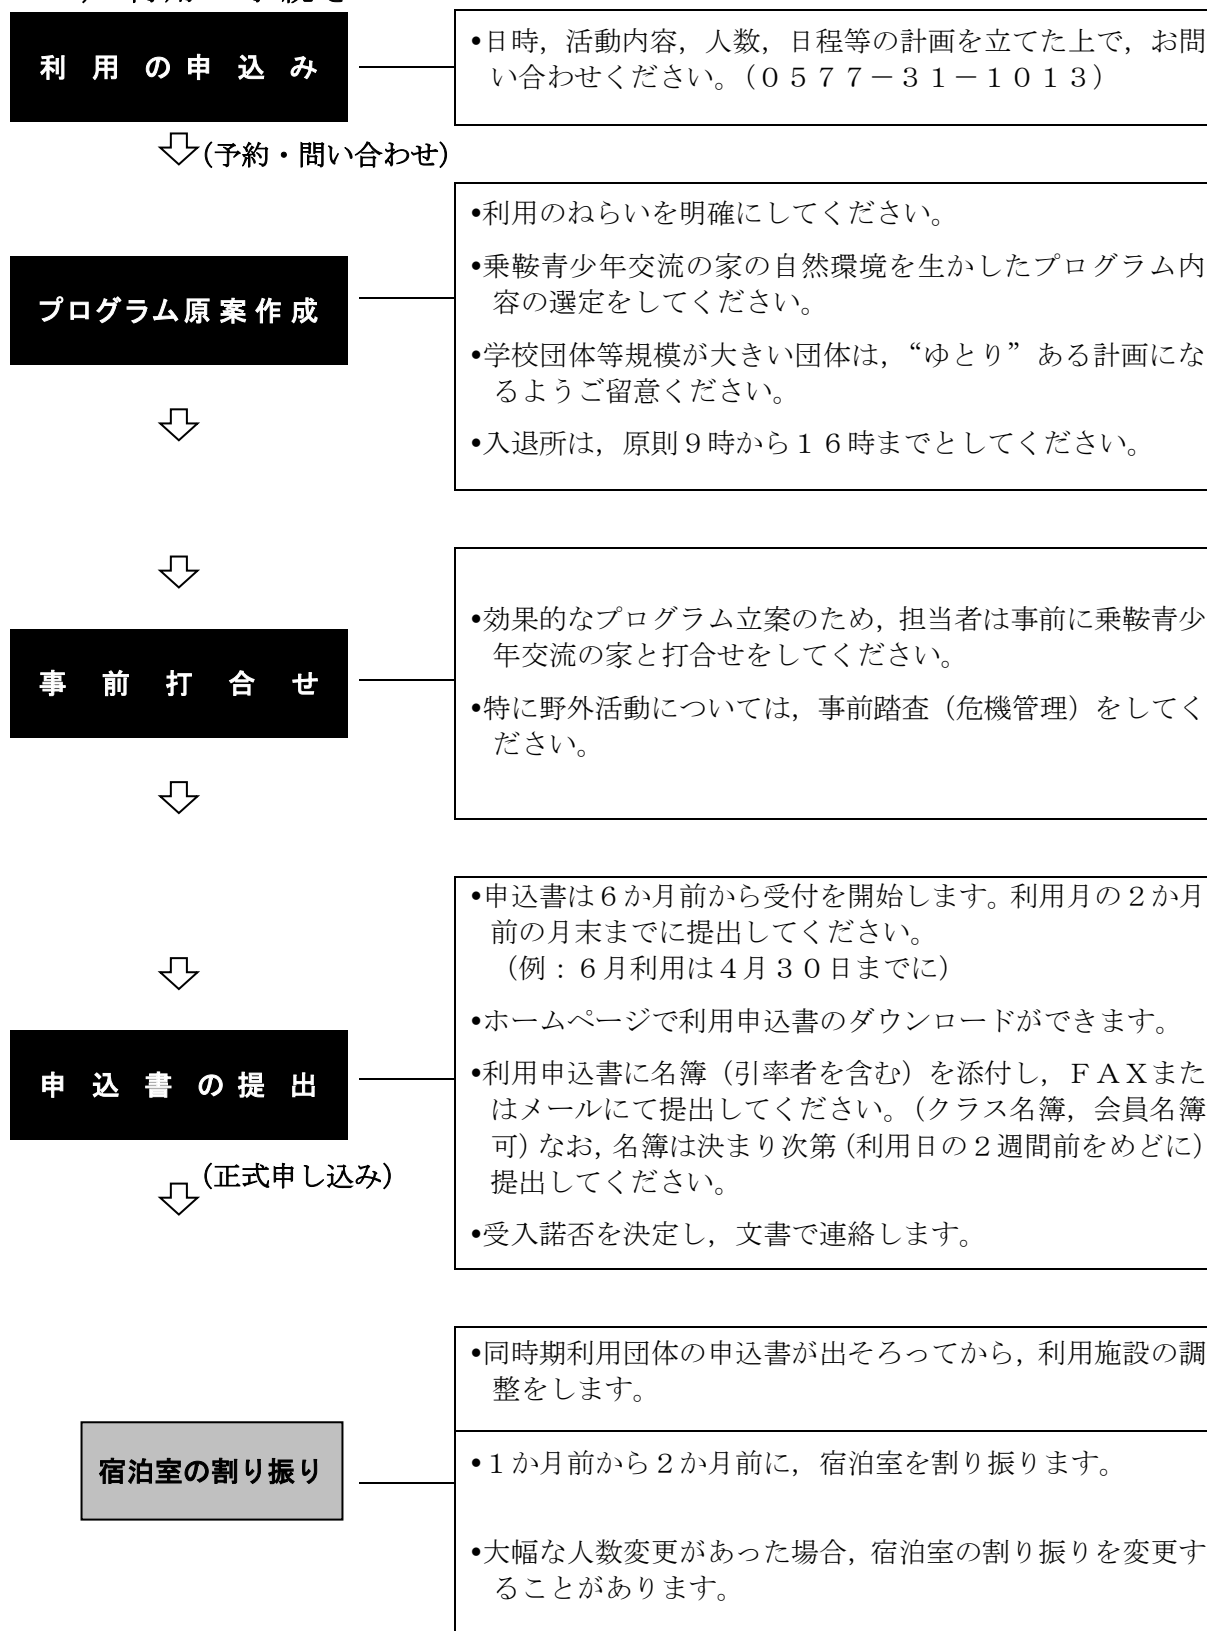 利用の申込み
•日時，活動内容，人数，日程等の計画を立てた上で，お問
い合わせください。（０５７７－３１－１０１３）
(予約・問い合わせ)
プログラム原案作成
•利用のねらいを明確にしてください。
•乗鞍青少年交流の家の自然環境を生かしたプログラム内
容の選定をしてください。
•学校団体等規模が大きい団体は，“ゆとり”ある計画にな
るようご留意ください。
•入退所は，原則９時から１６時までとしてください。
事前打合せ
•効果的なプログラム立案のため，担当者は事前に乗鞍青少
年交流の家と打合せをしてください。
•特に野外活動については，事前踏査（危機管理）をしてく
ださい。
申込書の提出
(正式申し込み)
•申込書は６か月前から受付を開始します。利用月の２か月
前の月末までに提出してください。
（例：６月利用は４月３０日までに）
•ホームページで利用申込書のダウンロードができます。
•利用申込書に名簿（引率者を含む）を添付し，ＦＡＸまた
はメールにて提出してください。（クラス名簿，会員名簿
可）なお，名簿は決まり次第（利用日の２週間前をめどに）
提出してください。
•受入諾否を決定し，文書で連絡します。
•同時期利用団体の申込書が出そろってから，利用施設の調
整をします。
宿泊室の割り振り
•１か月前から２か月前に，宿泊室を割り振ります。
•大幅な人数変更があった場合，宿泊室の割り振りを変更す
ることがあります。